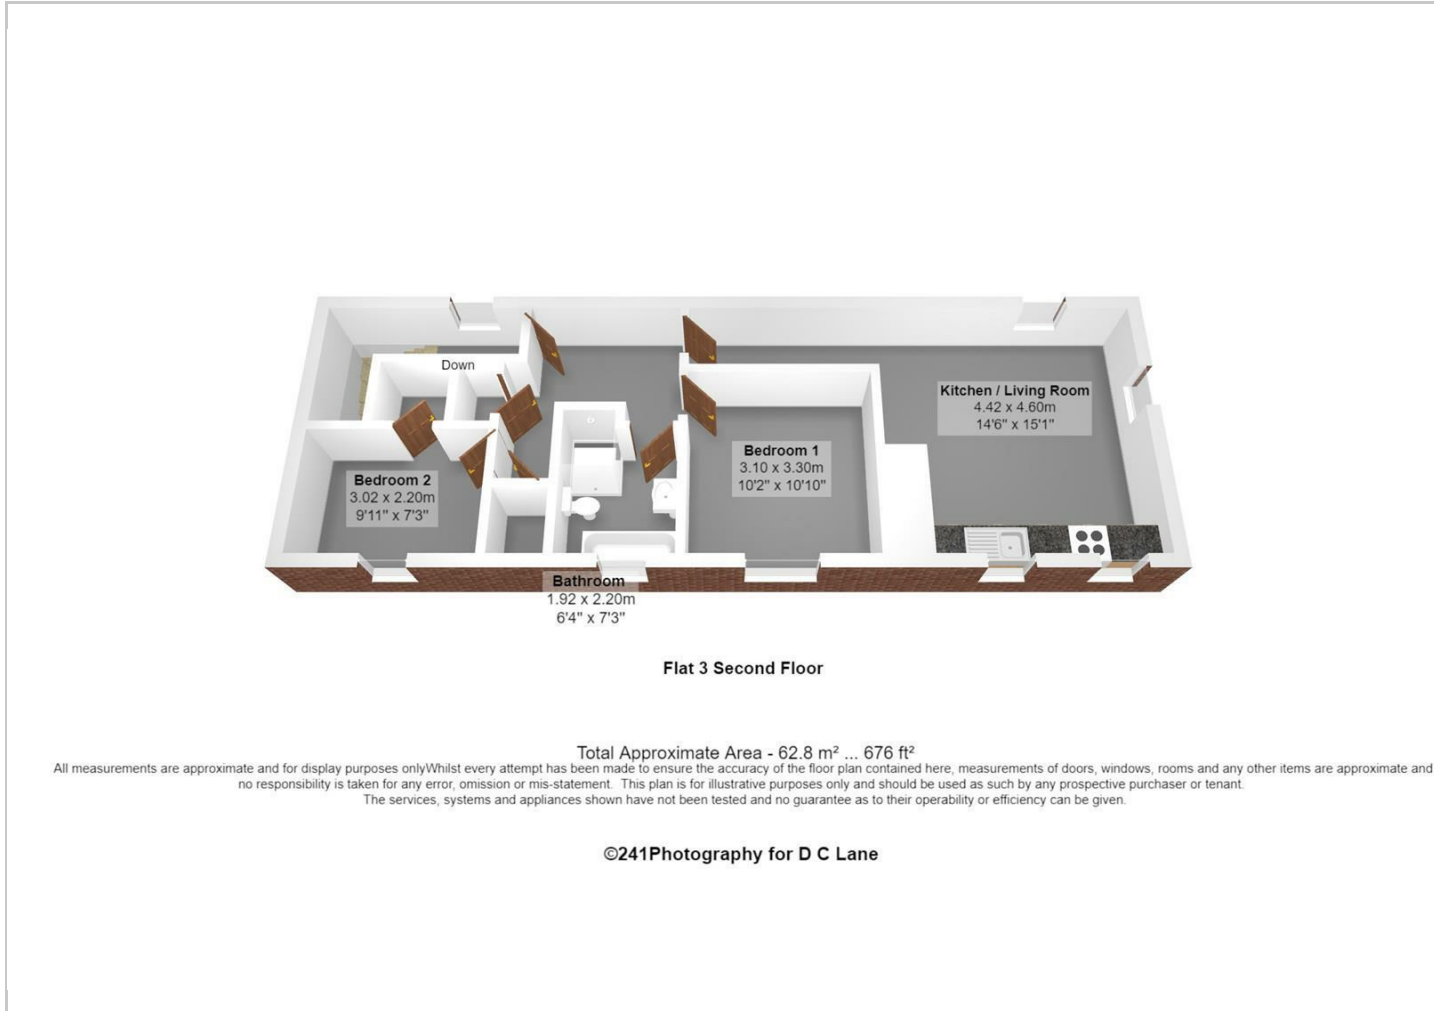 Down
Kitchen / Living Room
4.42 x 4.60m
14'6" x 15'1"
Bedroom 1
3.10 x 3.30m
10'2" x 10'10"
Bedroom 2
3.02 x 2.20m
9'11" x 7'3"
Bathroom
1.92 x 2.20m
6'4" x 7'3"
Flat 3 Second Floor
Total Approximate Area - 62.8 m² ... 676 ft²
All measurements are approximate and for display purposes onlyWhilst every attempt has been made to ensure the accuracy of the floor plan contained here, measurements of doors, windows, rooms and any other items are approximate and
no responsibility is taken for any error, omission or mis-statement. This plan is for illustrative purposes only and should be used as such by any prospective purchaser or tenant.
The services, systems and appliances shown have not been tested and no guarantee as to their operability or efficiency can be given.
©241Photography for D C Lane